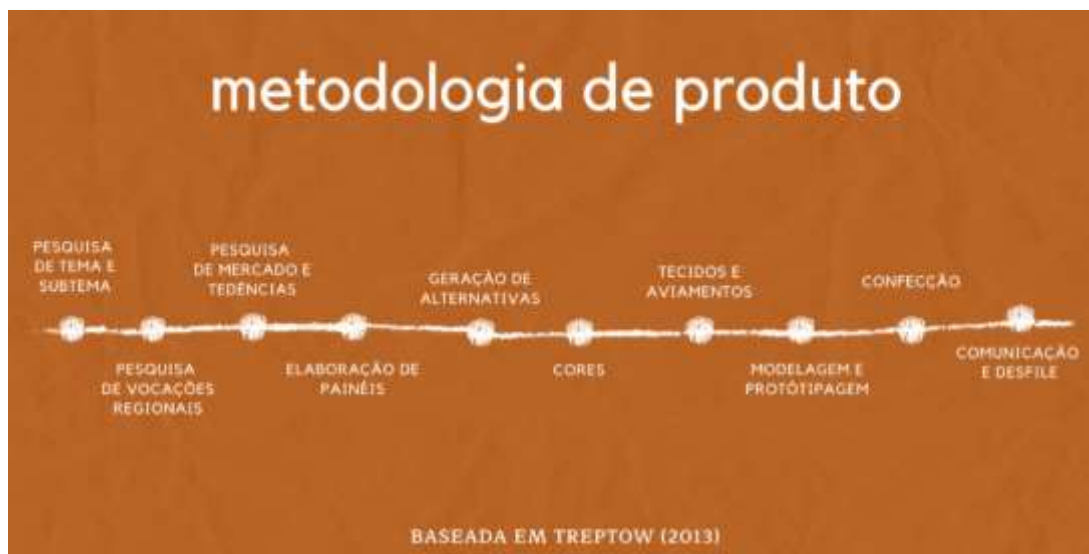 metodologia de produto
PESQUISA
DE TEMA E
SUBTEMA
PESQUISA
DE VOCAÇÕES
REGIONAIS
PESQUISA
DE MERCADO E
TEDÊNCIAS
ELABORAÇÃO DE
PAINÉIS
GERAÇÃO DE
ALTERNATIVAS
CORES
TECIDOS E
AVIAMENTOS
MODELAGEM E
PROTÓTIPAGEM
CONFECÇÃO
COMUNICAÇÃO
E DESFILE
BASEADA EM TREPTOW (2013)